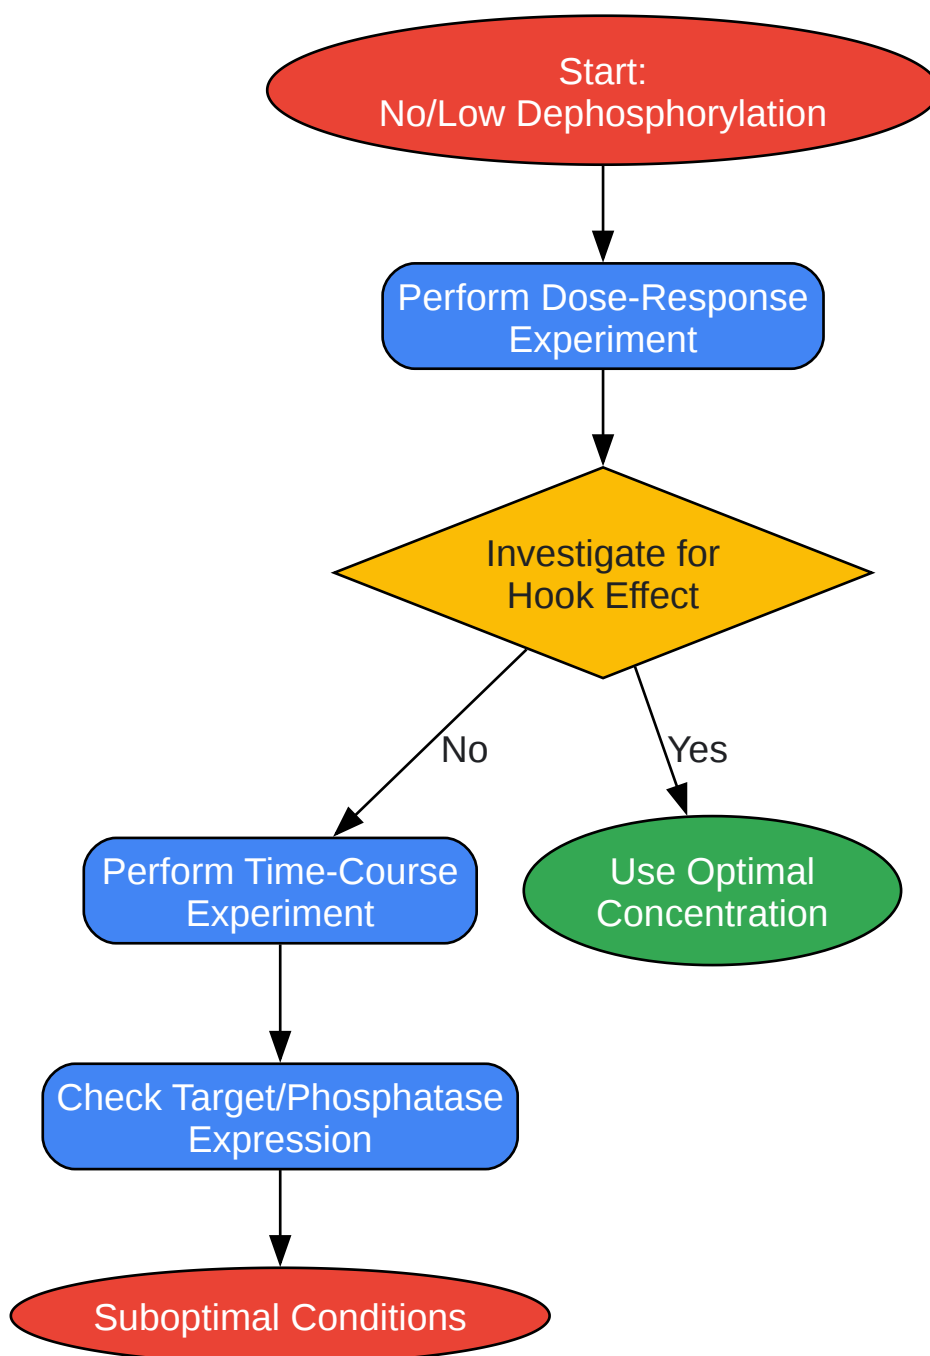 Start:
No/Low Dephosphorylation
Perform Dose-Response
Experiment
Investigate for
Hook Effect
No
Yes
Perform Time-Course
Experiment
Use Optimal
Concentration
Check Target/Phosphatase
Expression
Suboptimal Conditions